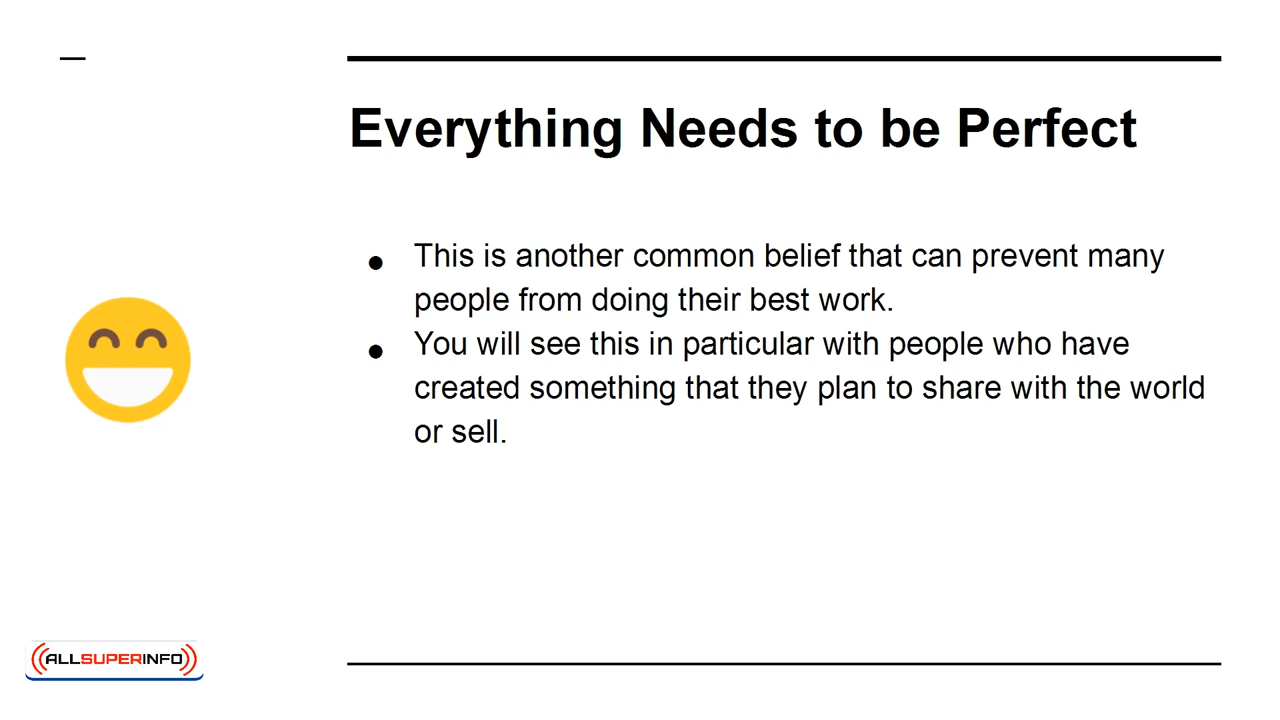 Everything Needs to be Perfect
● This is another common belief that can prevent many
people from doing their best work.
● You will see this in particular with people who have
created something that they plan to share with the world
or sell.
ALLSUPERINFO